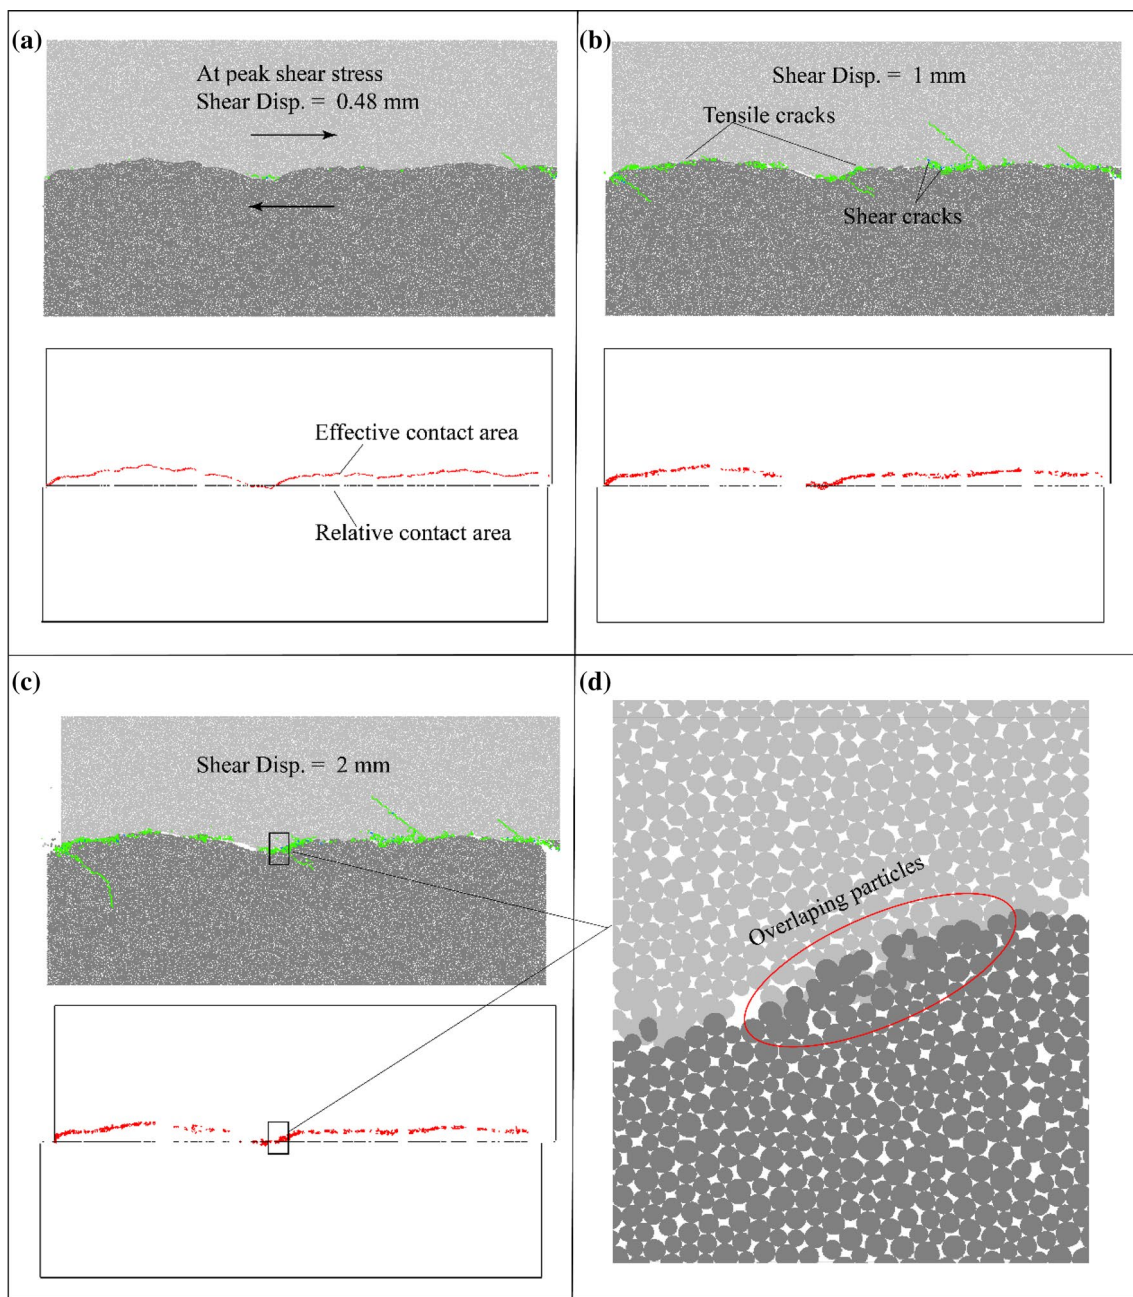 (a)
At peak shear stress
Shear Disp. = 0.48 mm
Effective contact area
Relative contact area
(b)
Shear Disp. = 1 mm
Tensile cracks
Shear cracks
(c)
Shear Disp. = 2 mm
(d)
Overlaping particles